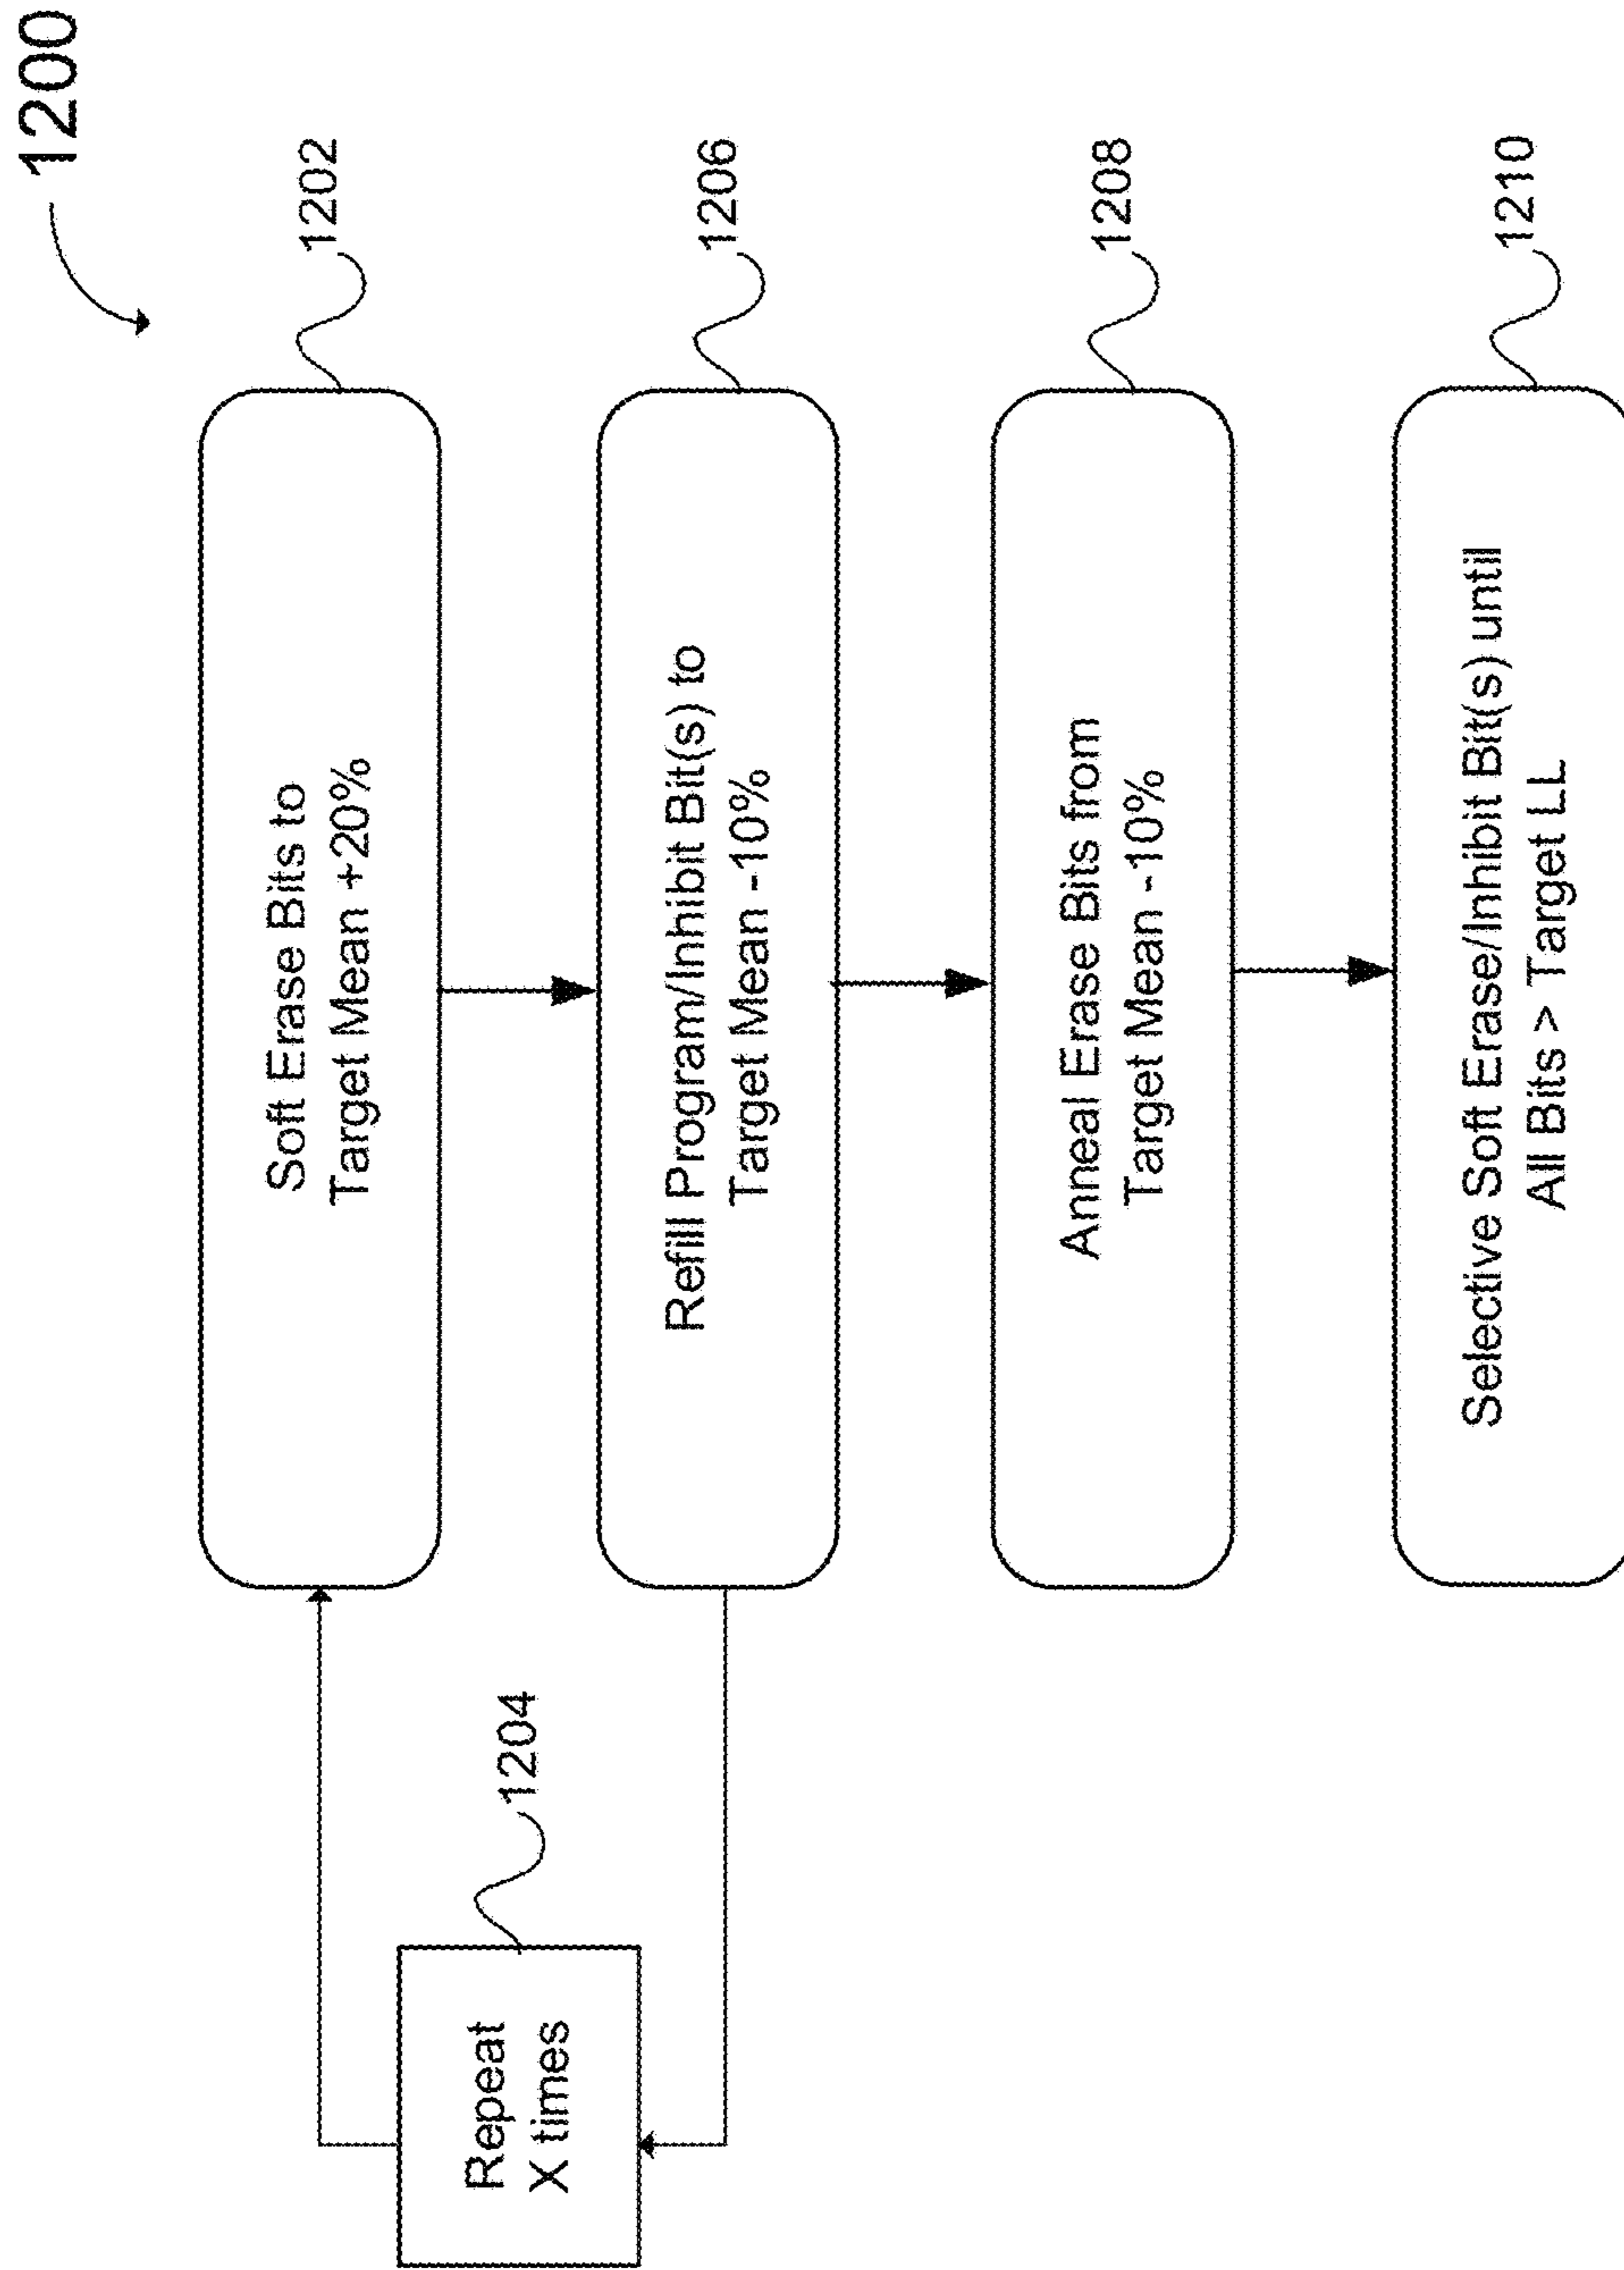 1200
Soft Erase Bits to
Target Mean +20%
1202
Repeat
X times
1204
Refill Program/Inhibit Bit(s) to
Target Mean -10%
1206
Anneal Erase Bits from
Target Mean -10%
1208
Selective Soft Erase/Inhibit Bit(s) until
All Bits > Target LL
1210